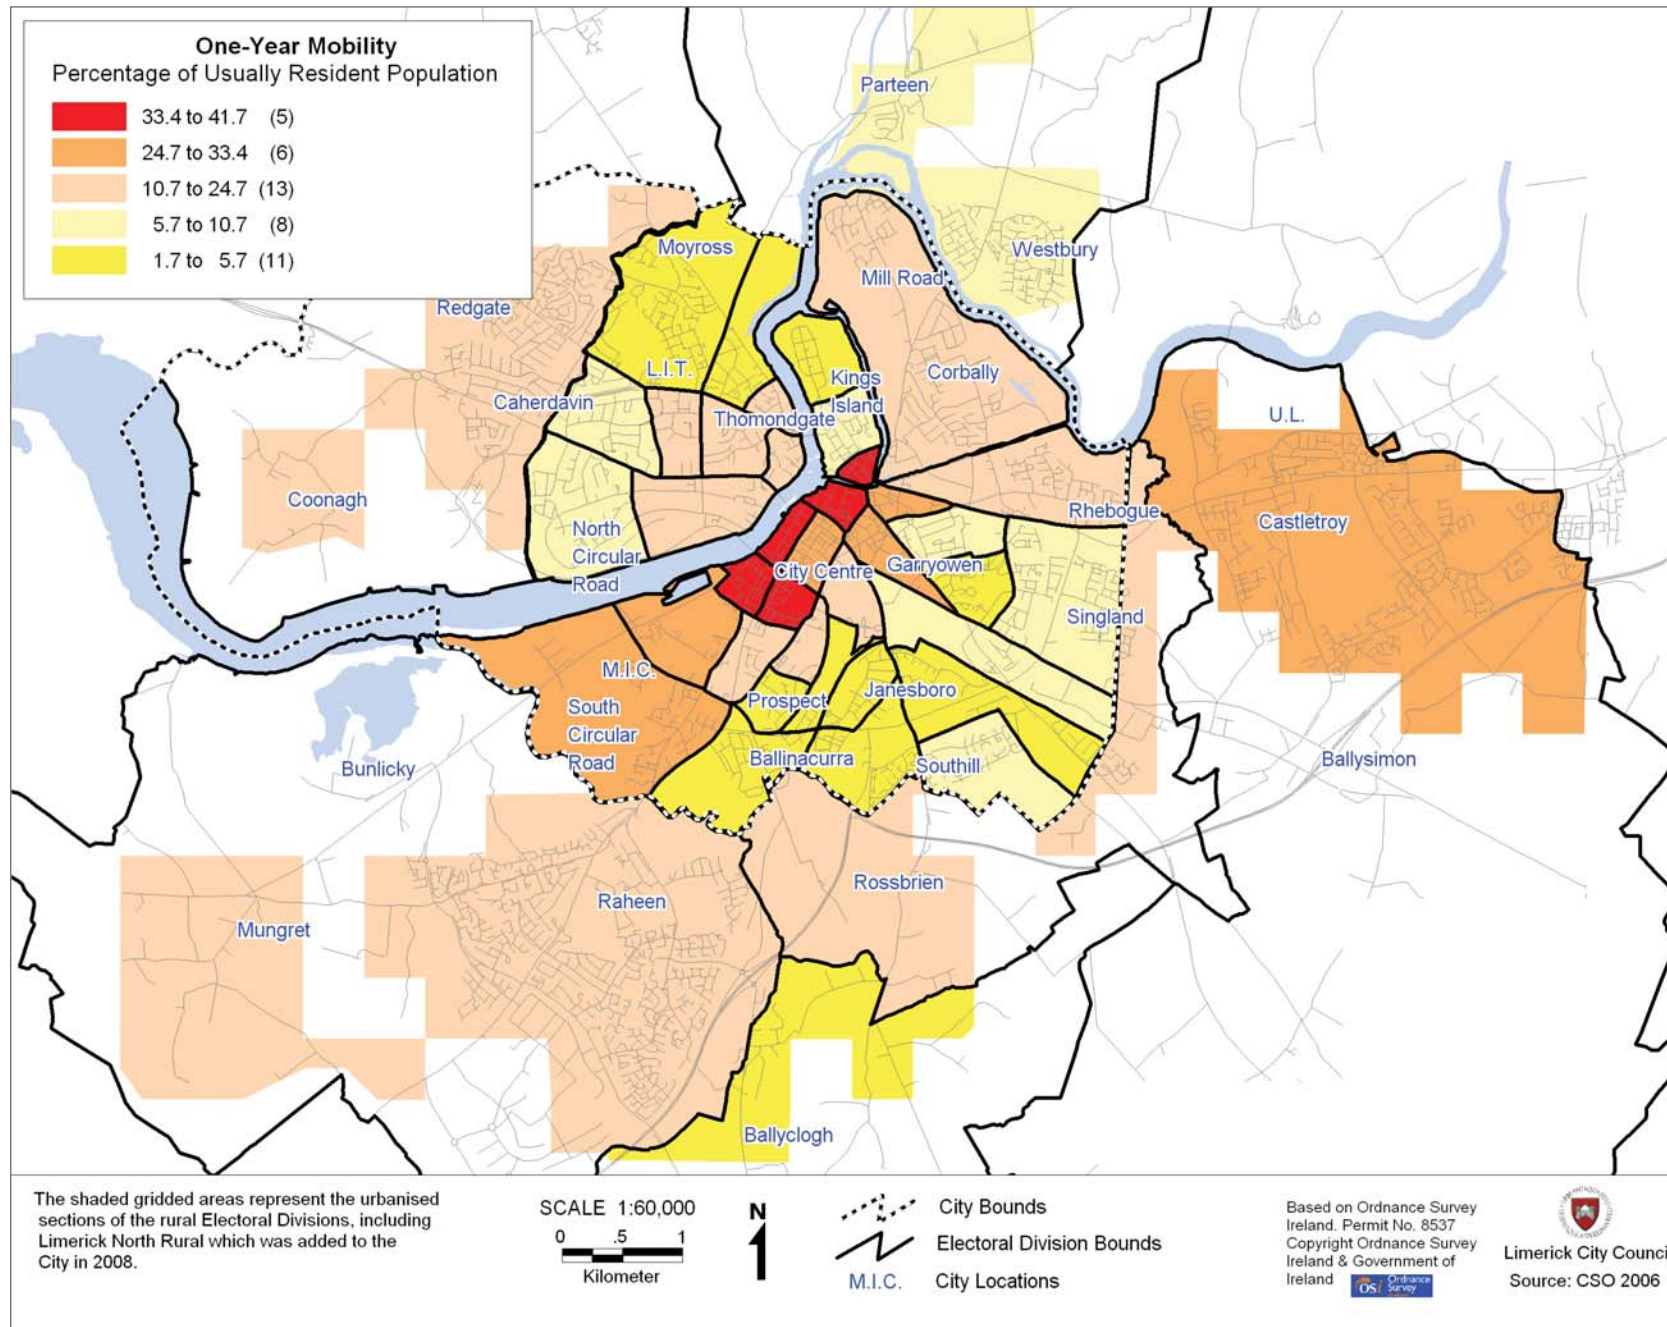 One-Year Mobility
Percentage of Usually Resident Population
33.4 to 41.7 (5)
24.7 to 33.4 (6)
10.7 to 24.7 (13)
5.7 to 10.7 (8)
1.7 to 5.7 (11)
Parteen
Westbury
Moyross
Mill Road
Redgate
L.I.T.
Kings
Island
Corbally
Caherdavin
Thomondgate
U.L.
Coonagh
Rhebogue
Castletroy
North
Circular
Road
City Centre
Garryowen
Singland
M.I.C.
Prospect
Janesboro
South
Circular
Road
Ballinacurra
Southill
Ballysimon
Bunlicky
Raheen
Rossbrien
Mungret
Ballyclogh
The shaded gridded areas represent the urbanised
sections of the rural Electoral Divisions, including
Limerick North Rural which was added to the
City in 2008.
SCALE 1:60,000
0 .5 1
Kilometer
N
City Bounds
Electoral Division Bounds
M.I.C. City Locations
Based on Ordnance Survey
Ireland. Permit No. 8537
Copyright Ordnance Survey
Ireland & Government of
Ireland
OSi Ordnance
Survey
Limerick City Counci
Source: CSO 2006